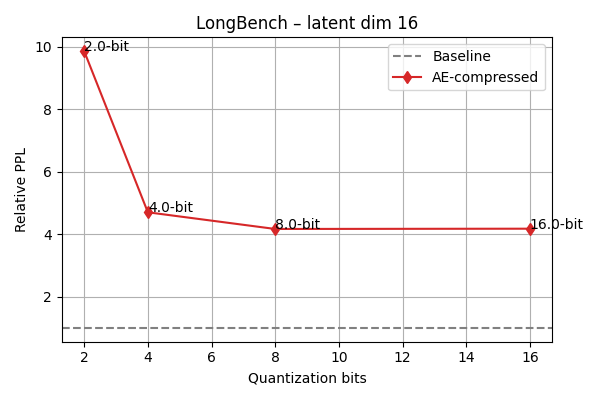 LongBench – latent dim 16
Relative PPL
10
8
6
4
2
2.0-bit
4.0-bit
8.0-bit
16.0-bit
Baseline
AE-compressed
2 4 6 8 10 12 14 16
Quantization bits